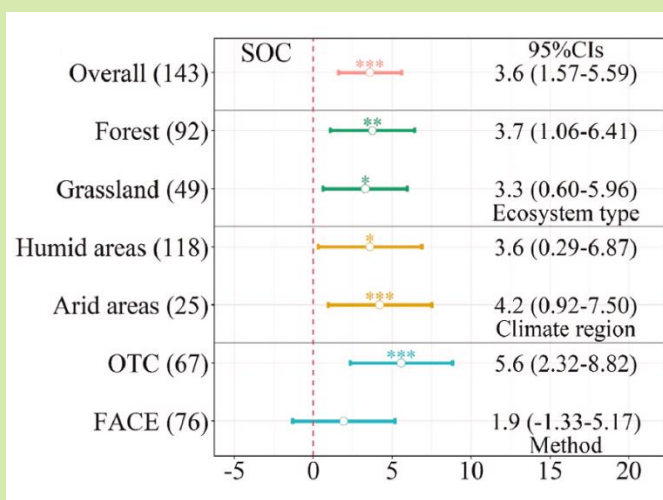 SOC 95%CIs
Overall (143) *** 3.6 (1.57-5.59)
Forest (92) ** 3.7 (1.06-6.41)
Grassland (49) * 3.3 (0.60-5.96)
Ecosystem type
Humid areas (118) * 3.6 (0.29-6.87)
Arid areas (25) *** 4.2 (0.92-7.50)
Climate region
OTC (67) *** 5.6 (2.32-8.82)
FACE (76) 1.9 (-1.33-5.17)
Method
-5 0 5 10 15 20